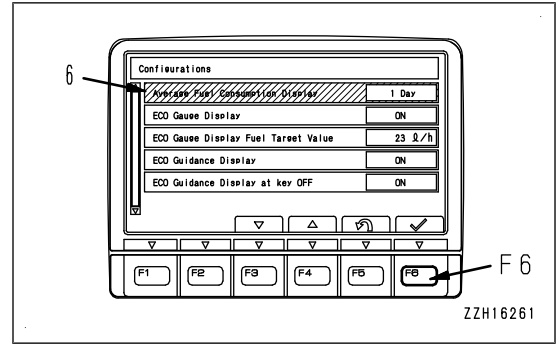 6
Configurations
Average Fuel Consumption Display 1 Day
ECO Gauge Display ON
ECO Gauge Display Fuel Target Value 23 ℓ/h
ECO Guidance Display ON
ECO Guidance Display at key OFF ON
F1 F2 F3 F4 F5 F6
F6
ZZH16261